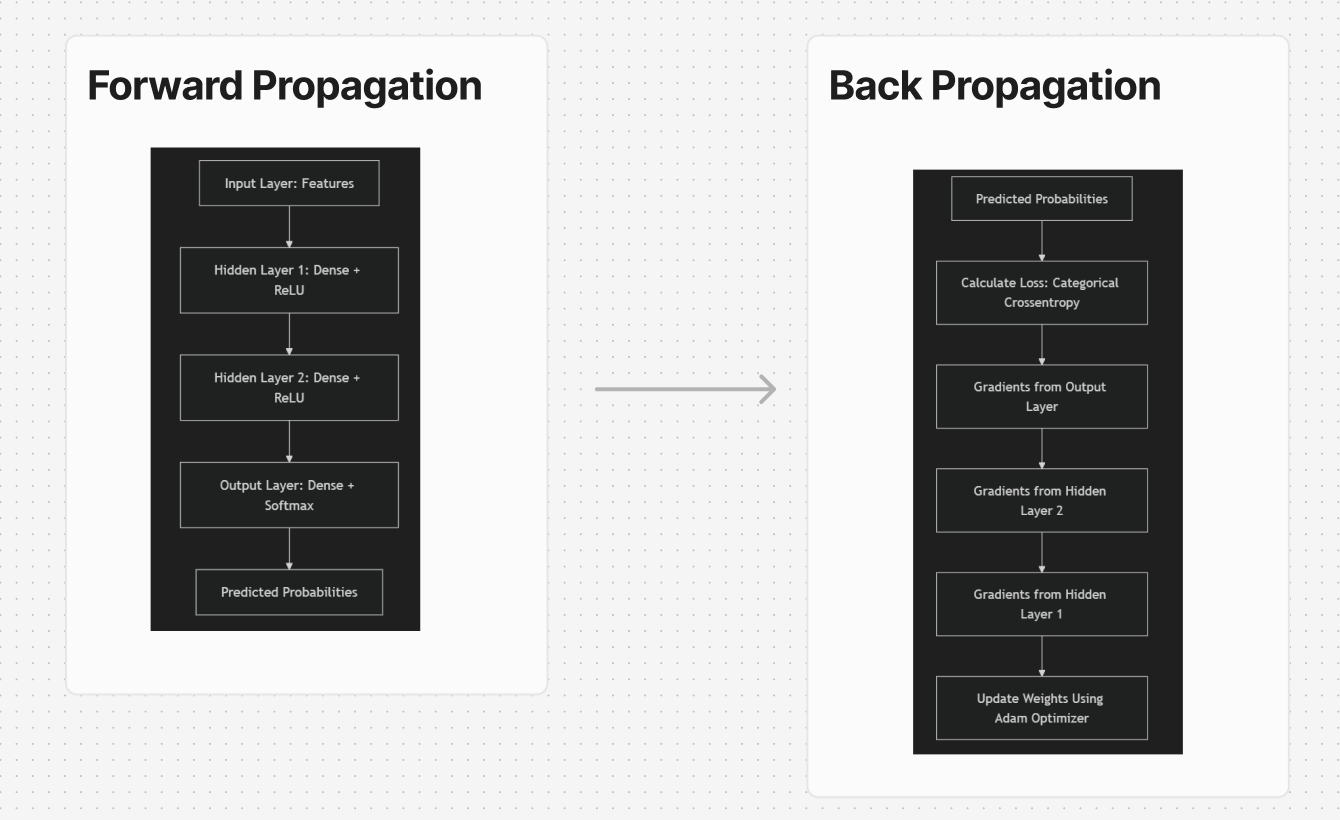 Forward Propagation
Input Layer: Features
Hidden Layer 1: Dense +
ReLU
Hidden Layer 2: Dense +
ReLU
Output Layer: Dense +
Softmax
Predicted Probabilities
Back Propagation
Predicted Probabilities
Calculate Loss: Categorical
Crossentropy
Gradients from Output
Layer
Gradients from Hidden
Layer 2
Gradients from Hidden
Layer 1
Update Weights Using
Adam Optimizer